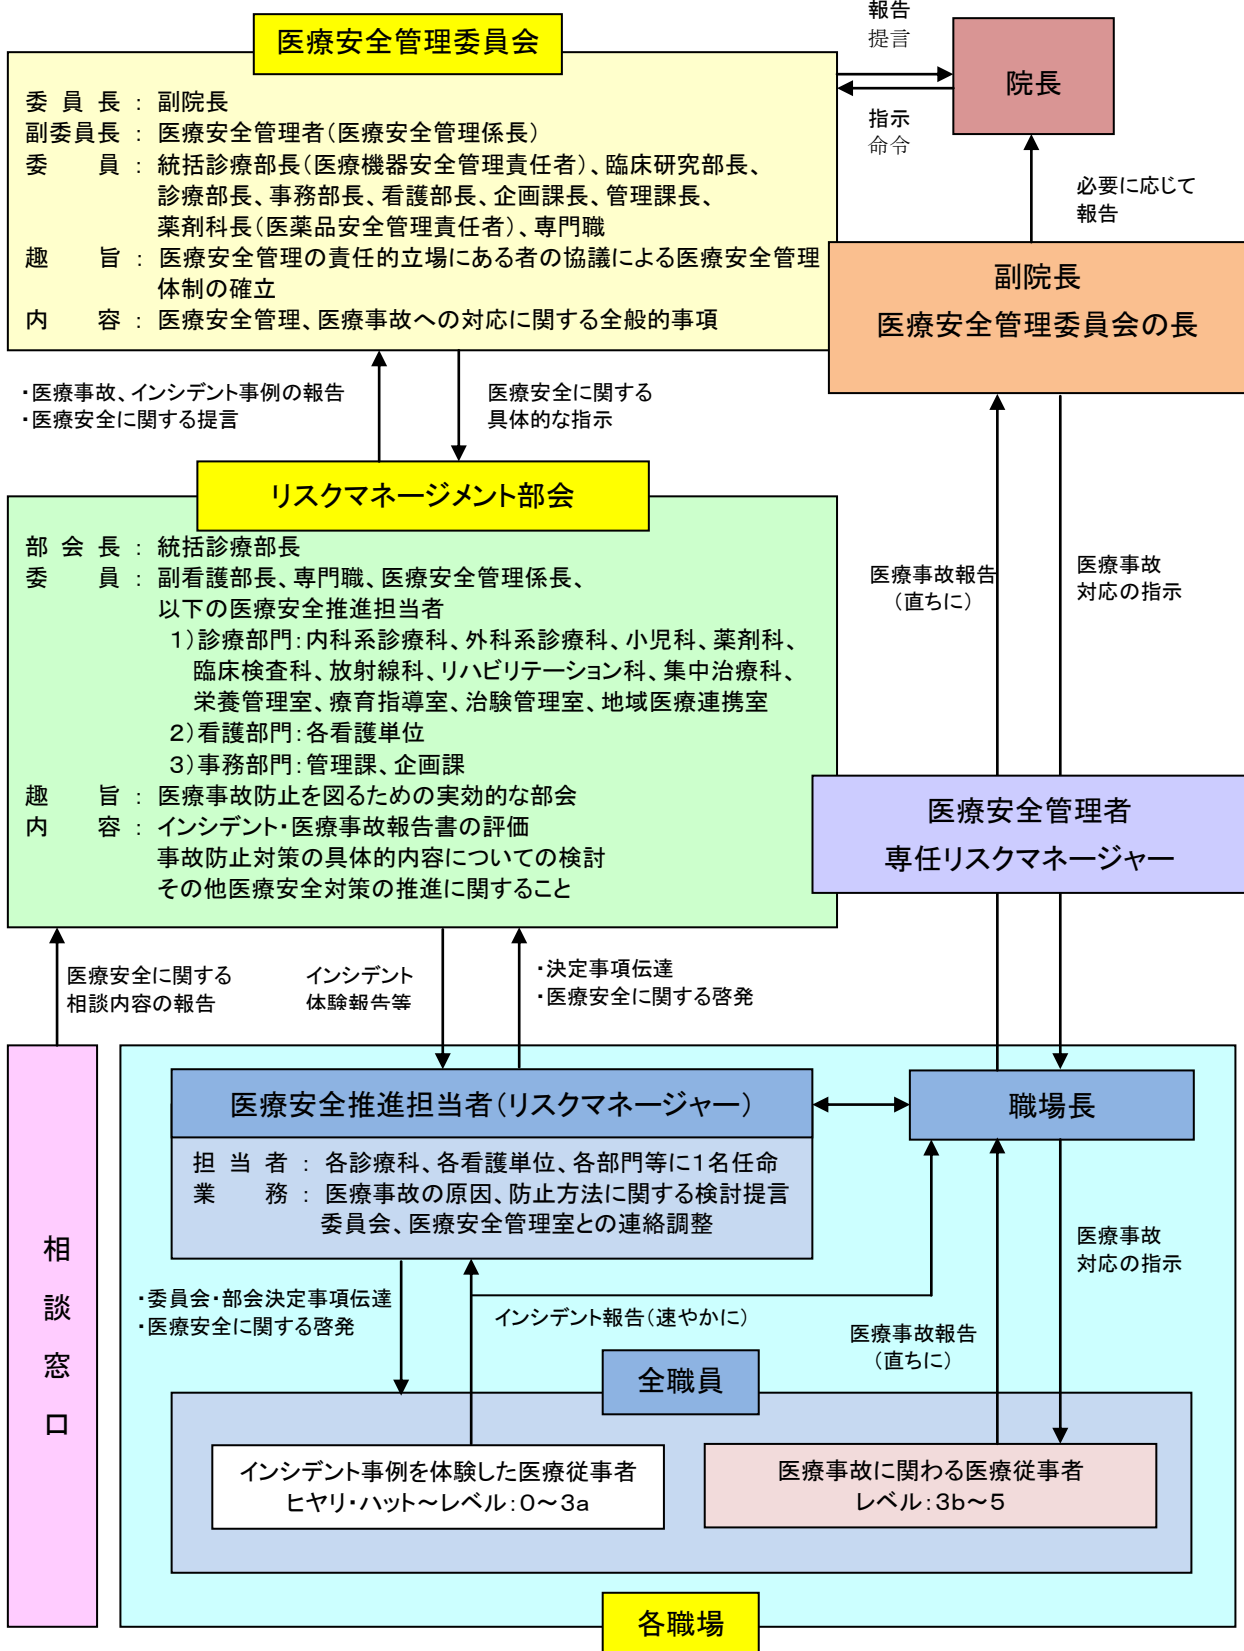 医療安全管理委員会
委 員 長 : 副院長
副委員長 : 医療安全管理者(医療安全管理係長)
委　　員 : 統括診療部長(医療機器安全管理責任者)、臨床研究部長、
診療部長、事務部長、看護部長、企画課長、管理課長、
薬剤科長(医薬品安全管理責任者)、専門職
趣　　旨 : 医療安全管理の責任的立場にある者の協議による医療安全管理
体制の確立
内　　容 : 医療安全管理、医療事故への対応に関する全般的事項
報告
提言
指示
命令
院長
必要に応じて
報告
副院長
医療安全管理委員会の長
・医療事故、インシデント事例の報告
・医療安全に関する提言
医療安全に関する
具体的な指示
リスクマネージメント部会
部 会 長 : 統括診療部長
委　　員 : 副看護部長、専門職、医療安全管理係長、
以下の医療安全推進担当者
1)診療部門:内科系診療科、外科系診療科、小児科、薬剤科、
臨床検査科、放射線科、リハビリテーション科、集中治療科、
栄養管理室、療育指導室、治験管理室、地域医療連携室
2)看護部門:各看護単位
3)事務部門:管理課、企画課
趣　　旨 : 医療事故防止を図るための実効的な部会
内　　容 : インシデント・医療事故報告書の評価
事故防止対策の具体的内容についての検討
その他医療安全対策の推進に関すること
医療事故報告
(直ちに)
医療事故
対応の指示
医療安全管理者
専任リスクマネージャー
医療安全に関する
相談内容の報告
インシデント
体験報告等
・決定事項伝達
・医療安全に関する啓発
相談窓口
医療安全推進担当者(リスクマネージャー)
担 当 者 : 各診療科、各看護単位、各部門等に1名任命
業　　務 : 医療事故の原因、防止方法に関する検討提言
委員会、医療安全管理室との連絡調整
職場長
・委員会・部会決定事項伝達
・医療安全に関する啓発
インシデント報告(速やかに)
医療事故報告
(直ちに)
医療事故
対応の指示
全職員
インシデント事例を体験した医療従事者
ヒヤリ・ハット～レベル:0～3a
医療事故に関わる医療従事者
レベル:3b～5
各職場